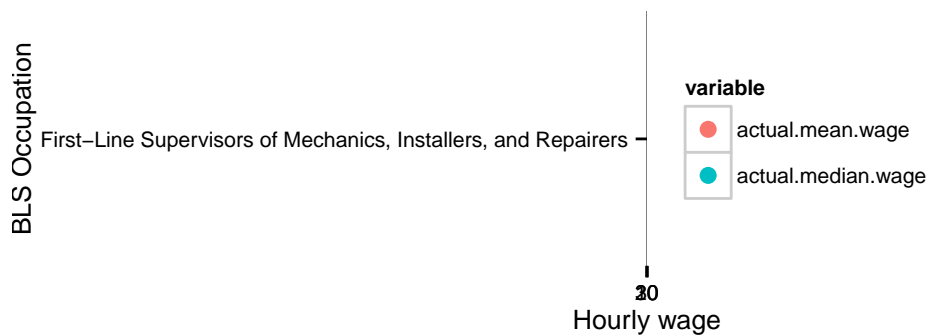 BLS Occupation
First−Line Supervisors of Mechanics, Installers, and Repairers
Hourly wage
variable
actual.mean.wage
actual.median.wage